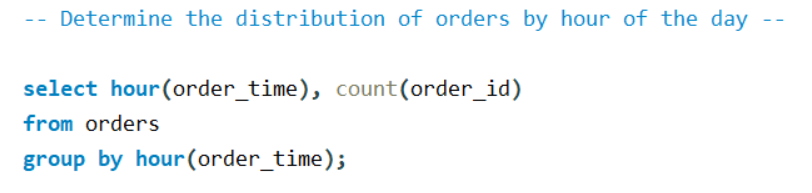 -- Determine the distribution of orders by hour of the day --
select hour(order_time), count(order_id)
from orders
group by hour(order_time);